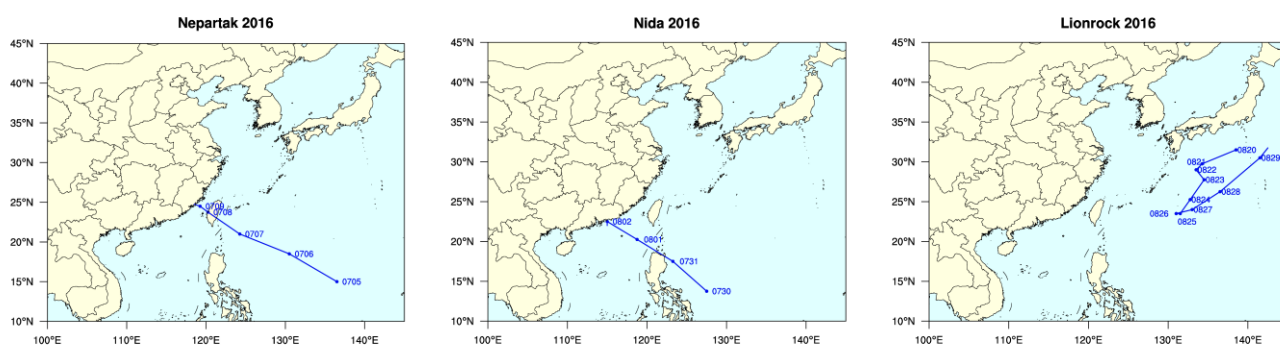 Nepartak 2016
45°N
40°N
35°N
30°N
25°N
20°N
15°N
10°N
100°E
110°E
120°E
130°E
140°E
0709
0708
0707
0706
0705
Nida 2016
45°N
40°N
35°N
30°N
25°N
20°N
15°N
10°N
100°E
110°E
120°E
130°E
140°E
0802
0801
0731
0730
Lionrock 2016
45°N
40°N
35°N
30°N
25°N
20°N
15°N
10°N
100°E
110°E
120°E
130°E
140°E
0820
0829
0821
0822
0823
0828
0824
0827
0826
0825